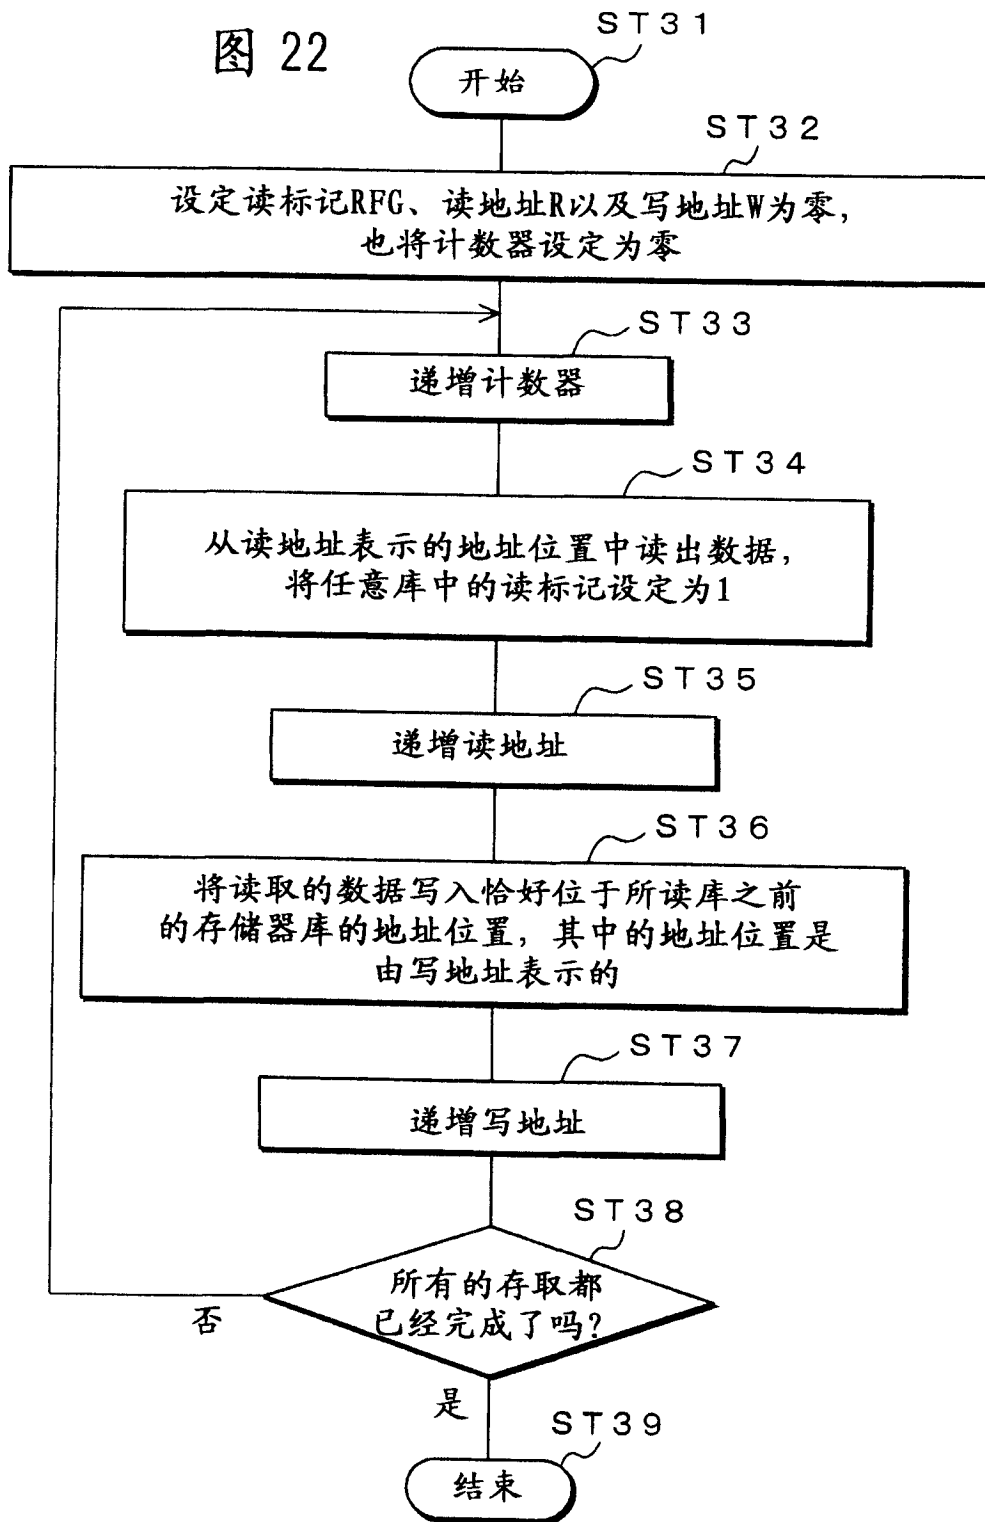 图 22
ST31
开始
ST32
设定读标记RFG、读地址R以及写地址W为零，
也将计数器设定为零
ST33
递增计数器
ST34
从读地址表示的地址位置中读出数据，
将任意库中的读标记设定为1
ST35
递增读地址
ST36
将读取的数据写入恰好位于所读库之前
的存储器库的地址位置，其中的地址位置是
由写地址表示的
ST37
递增写地址
ST38
所有的存取都
已经完成了吗？
否
是
ST39
结束